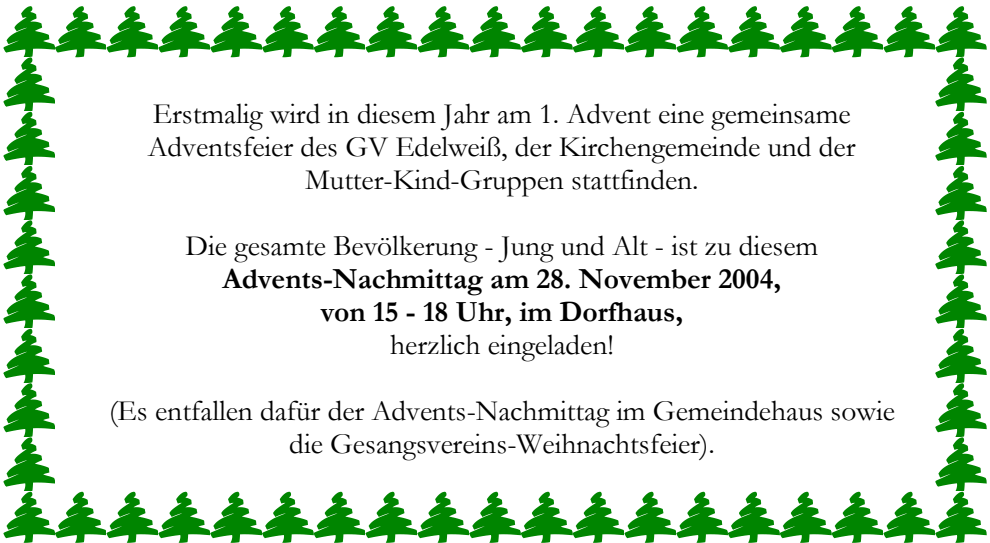 Erstmalig wird in diesem Jahr am 1. Advent eine gemeinsame
Adventsfeier des GV Edelweiß, der Kirchengemeinde und der
Mutter-Kind-Gruppen stattfinden.
Die gesamte Bevölkerung - Jung und Alt - ist zu diesem
Advents-Nachmittag am 28. November 2004,
von 15 - 18 Uhr, im Dorfhaus,
herzlich eingeladen!
(Es entfallen dafür der Advents-Nachmittag im Gemeindehaus sowie
die Gesangsvereins-Weihnachtsfeier).